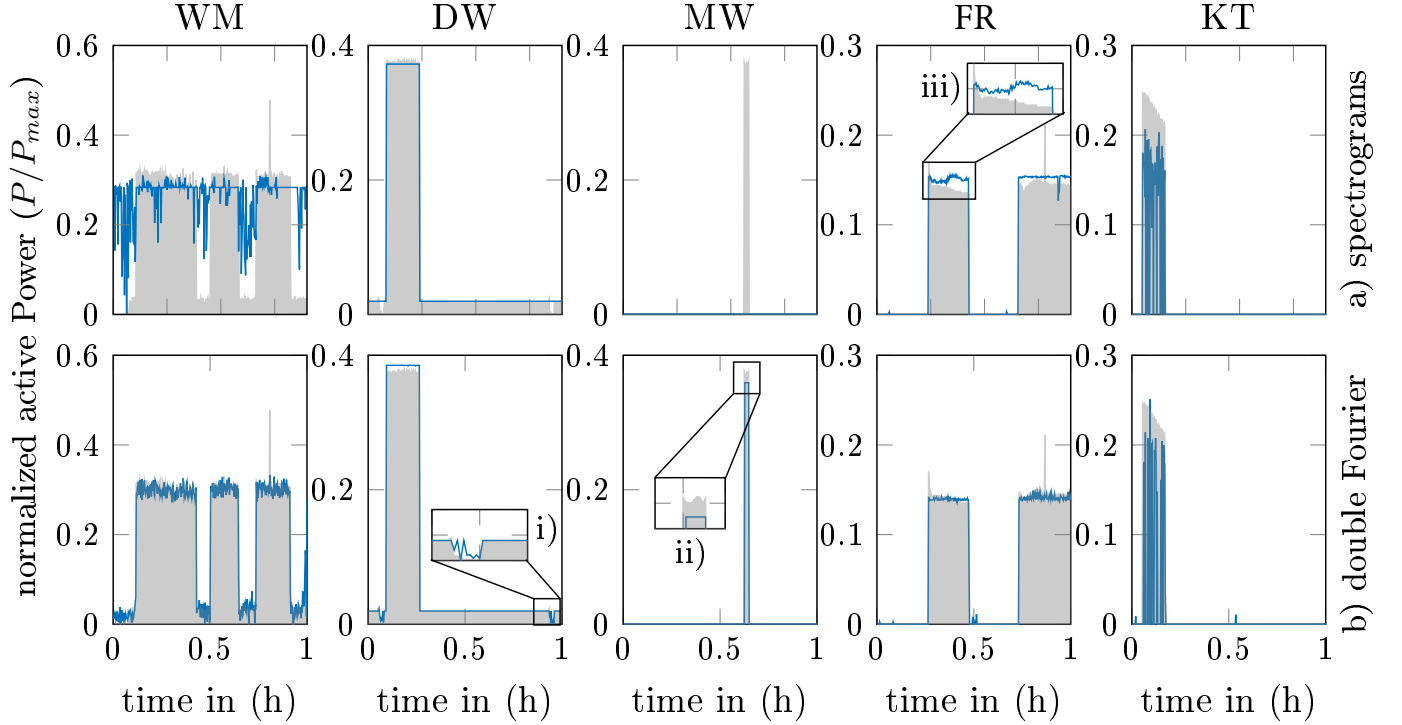 WM DW MW FR KT
normalized active Power (P/P_max)
0.6 0.4 0.4 0.3 0.3
iii)
0.4 0.2 0.2
0.2 0.2
0.2 0.1 0.1
0 0 0 0 0
a) spectrograms
0.6 0.4 0.4 0.3 0.3
0.4 0.2 0.2
0.2 0.2
i)
ii)
0.2 0.1 0.1
0 0 0 0 0
b) double Fourier
0 0.5 1 0 0.5 1 0 0.5 1 0 0.5 1 0 0.5 1
time in (h) time in (h) time in (h) time in (h) time in (h)